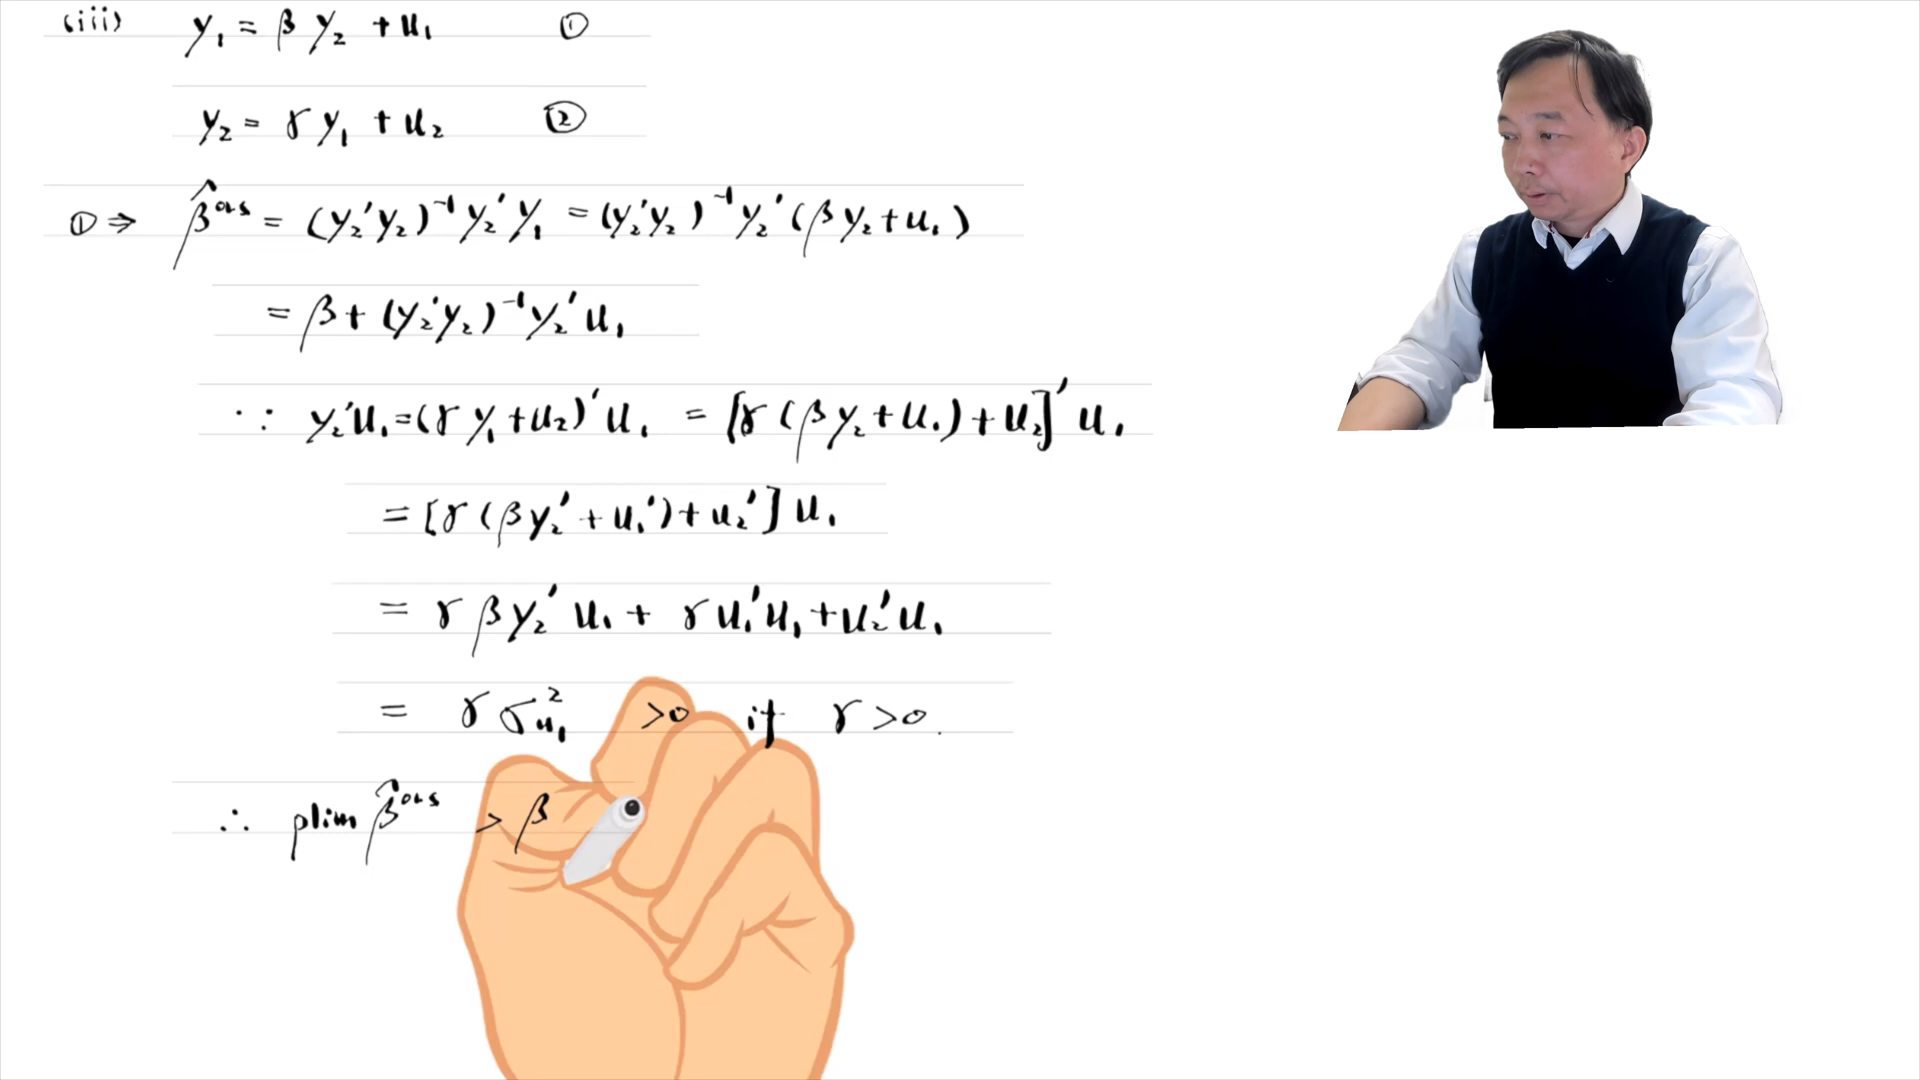 (iii) y₁ = β y₂ + u₁ ①
y₂ = γ y₁ + u₂ ②
① ⇒ β̂ᵒˡˢ = (y₂'y₂)⁻¹ y₂' y₁ = (y₂'y₂)⁻¹ y₂' (β y₂ + u₁)
= β + (y₂'y₂)⁻¹ y₂' u₁
∵ y₂'u₁ = (γ y₁ + u₂)' u₁ = [γ (β y₂ + u₁) + u₂]' u₁
= [γ (β y₂' + u₁') + u₂'] u₁
= γ β y₂' u₁ + γ u₁'u₁ + u₂'u₁
= γ σ²ᵤ₁ >0 if γ >0.
∴ plim β̂ᵒˡˢ > β